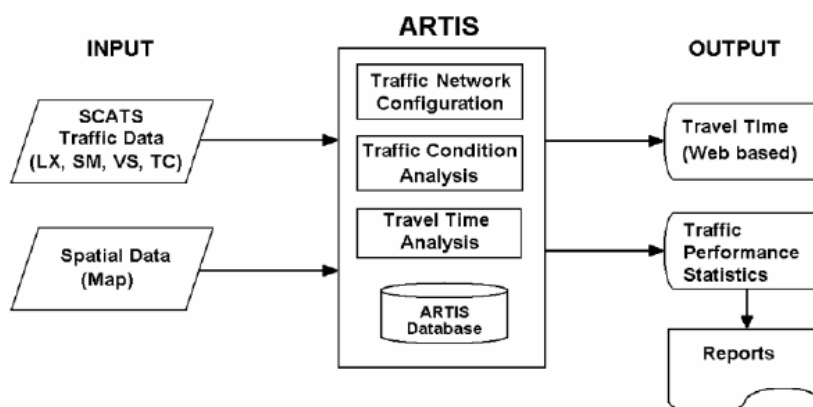 INPUT
SCATS
Traffic Data
(LX, SM, VS, TC)
Spatial Data
(Map)
ARTIS
Traffic Network
Configuration
Traffic Condition
Analysis
Travel Time
Analysis
ARTIS
Database
OUTPUT
Travel Time
(Web based)
Traffic
Performance
Statistics
Reports